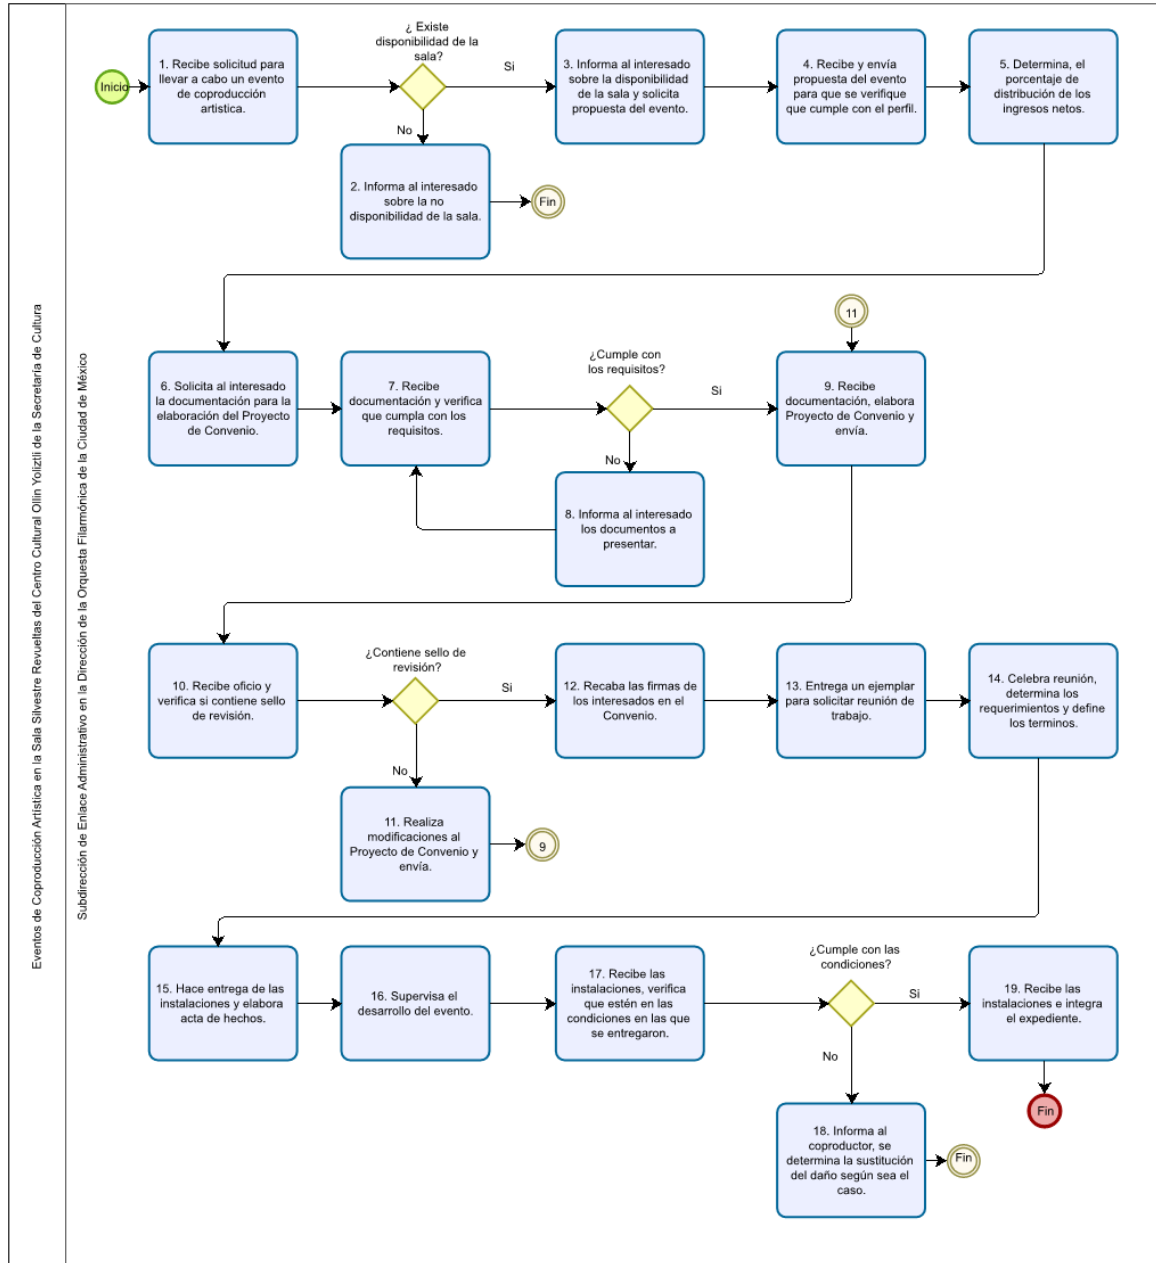 Eventos de Coproducción Artística en la Sala Silvestre Revueltas del Centro Cultural Ollin Yoliztli de la Secretaría de Cultura
Subdirección de Enlace Administrativo en la Dirección de la Orquesta Filarmónica de la Ciudad de México
Inicio
1. Recibe solicitud para
llevar a cabo un evento
de coproducción
artistica.
¿ Existe
disponibilidad de la
sala?
Si
No
2. Informa al interesado
sobre la no
disponibilidad de la sala.
Fin
3. Informa al interesado
sobre la disponibilidad
de la sala y solicita
propuesta del evento.
4. Recibe y envía
propuesta del evento
para que se verifique
que cumple con el perfil.
5. Determina, el
porcentaje de
distribución de los
ingresos netos.
6. Solicita al interesado
la documentación para la
elaboración del Proyecto
de Convenio.
7. Recibe
documentación y verifica
que cumpla con los
requisitos.
¿Cumple con
los requisitos?
Si
No
8. Informa al interesado
los documentos a
presentar.
11
9. Recibe
documentación, elabora
Proyecto de Convenio y
envía.
10. Recibe oficio y
verifica si contiene sello
de revisión.
¿Contiene sello de
revisión?
Si
No
11. Realiza
modificaciones al
Proyecto de Convenio y
envía.
9
12. Recaba las firmas de
los interesados en el
Convenio.
13. Entrega un ejemplar
para solicitar reunión de
trabajo.
14. Celebra reunión,
determina los
requerimientos y define
los terminos.
15. Hace entrega de las
instalaciones y elabora
acta de hechos.
16. Supervisa el
desarrollo del evento.
17. Recibe las
instalaciones, verifica
que estén en las
condiciones en las que
se entregaron.
¿Cumple con las
condiciones?
Si
No
18. Informa al
coproductor, se
determina la sustitución
del daño según sea el
caso.
Fin
19. Recibe las
instalaciones e integra
el expediente.
Fin